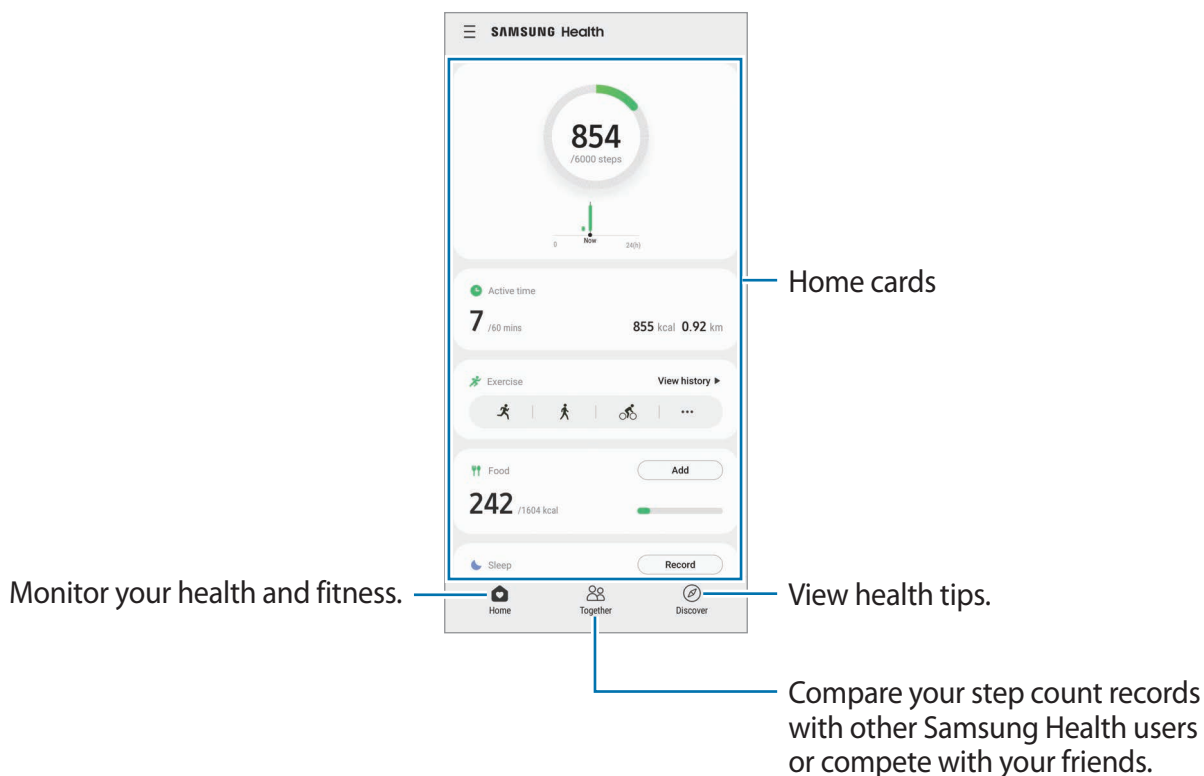 SAMSUNG Health
854
/6000 steps
0 Now 24(h)
Home cards
Active time
7 /60 mins 855 kcal 0.92 km
Exercise View history
Food Add
242 /1604 kcal
Sleep Record
Monitor your health and fitness.
Home Together Discover
View health tips.
Compare your step count records
with other Samsung Health users
or compete with your friends.